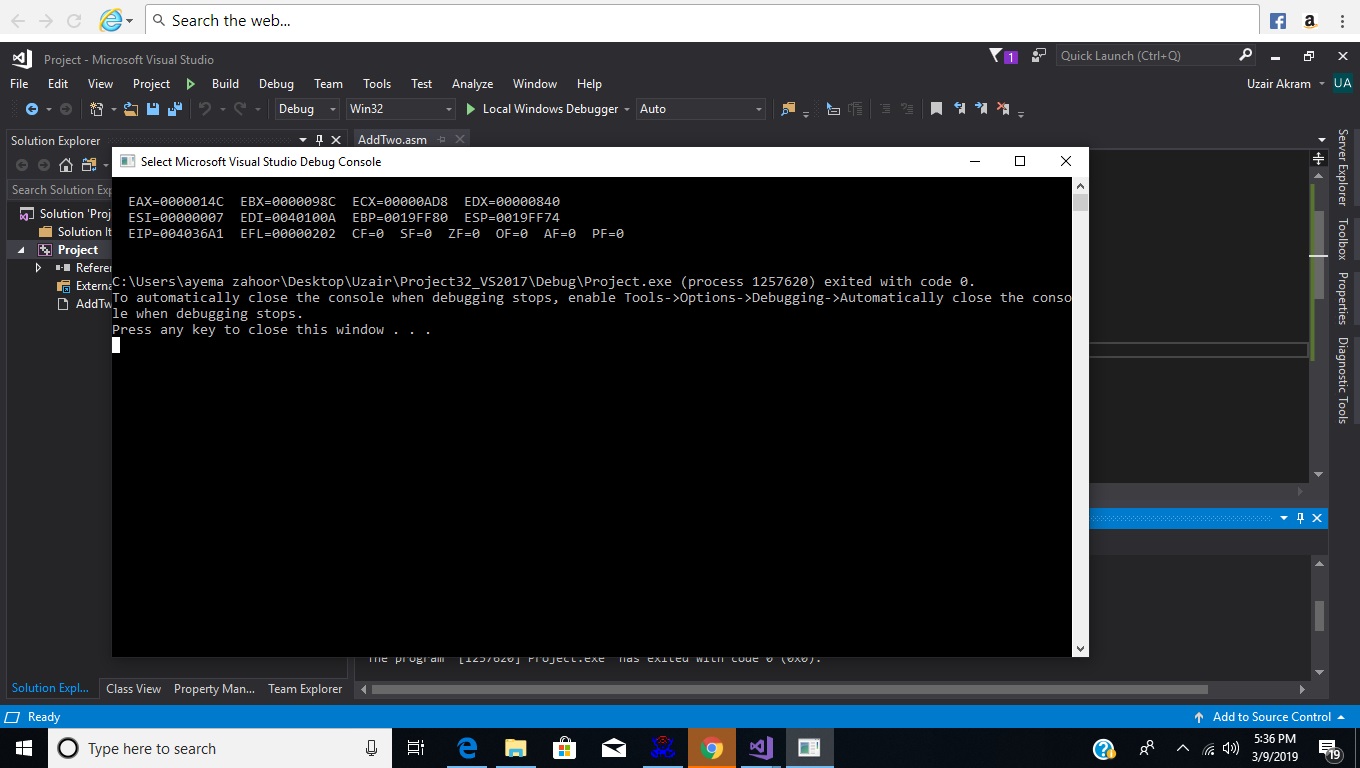 Search the web...
Project - Microsoft Visual Studio
1
Quick Launch (Ctrl+Q)
File Edit View Project Build Debug Team Tools Test Analyze Window Help
Uzair Akram UA
Debug Win32 Local Windows Debugger Auto
Solution Explorer
AddTwo.asm
Select Microsoft Visual Studio Debug Console
Search Solution Exp
Solution 'Proj
Solution It
Project
Refere
Externa
AddTw
EAX=0000014C EBX=0000098C ECX=00000AD8 EDX=00000840
ESI=00000007 EDI=0040100A EBP=0019FF80 ESP=0019FF74
EIP=004036A1 EFL=00000202 CF=0 SF=0 ZF=0 OF=0 AF=0 PF=0
C:\Users\ayema zahoor\Desktop\Uzair\Project32_VS2017\Debug\Project.exe (process 1257620) exited with code 0.
To automatically close the console when debugging stops, enable Tools->Options->Debugging->Automatically close the conso
le when debugging stops.
Press any key to close this window . . .
Server Explorer
Toolbox
Properties
Diagnostic Tools
The program '[1257620] Project.exe' has exited with code 0 (0x0).
Solution Expl... Class View Property Man... Team Explorer
Ready
Add to Source Control
Type here to search
5:36 PM
3/9/2019
19